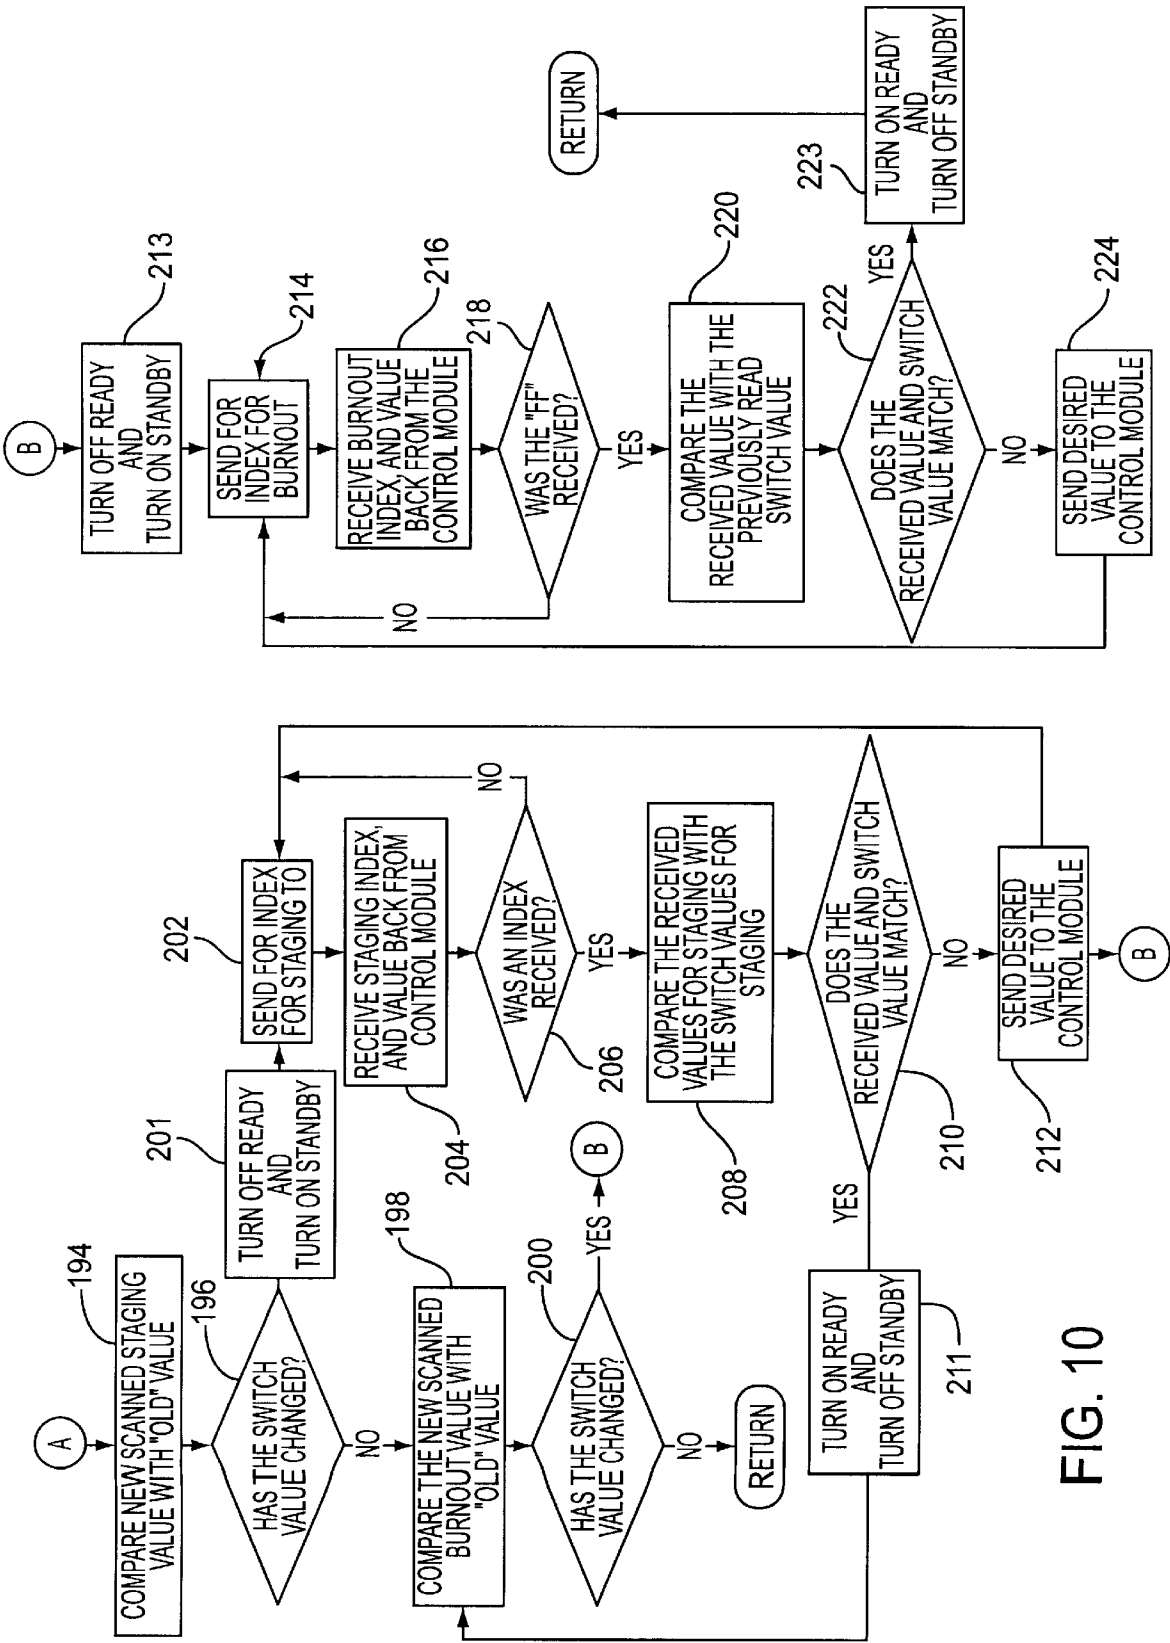 A
194
COMPARE NEW SCANNED STAGING
VALUE WITH "OLD" VALUE
196
HAS THE SWITCH
VALUE CHANGED?
NO
198
COMPARE THE NEW SCANNED
BURNOUT VALUE WITH
"OLD" VALUE
200
HAS THE SWITCH
VALUE CHANGED?
YES
B
NO
RETURN
201
TURN OFF READY
AND
TURN ON STANDBY
202
SEND FOR INDEX
FOR STAGING TO
204
RECEIVE STAGING INDEX,
AND VALUE BACK FROM
CONTROL MODULE
206
WAS AN INDEX
RECEIVED?
NO
YES
208
COMPARE THE RECEIVED
VALUES FOR STAGING WITH
THE SWITCH VALUES FOR
STAGING
210
DOES THE
RECEIVED VALUE AND SWITCH
VALUE MATCH?
YES
NO
TURN ON READY
AND
TURN OFF STANDBY
211
212
SEND DESIRED
VALUE TO THE
CONTROL MODULE
B
B
213
TURN OFF READY
AND
TURN ON STANDBY
214
SEND FOR
INDEX FOR
BURNOUT
216
RECEIVE BURNOUT
INDEX, AND VALUE
BACK FROM THE
CONTROL MODULE
218
WAS THE "FF"
RECEIVED?
NO
YES
220
COMPARE THE
RECEIVED VALUE WITH THE
PREVIOUSLY READ
SWITCH VALUE
222
DOES THE
RECEIVED VALUE AND SWITCH
VALUE MATCH?
YES
NO
223
TURN ON READY
AND
TURN OFF STANDBY
RETURN
224
SEND DESIRED
VALUE TO THE
CONTROL MODULE
FIG. 10